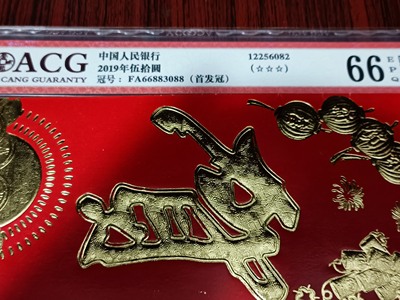 ACG
CANG GUARANTY
中国人民银行
2019年伍拾圆
冠号：FA66883088（首发冠）
12256082
(☆☆☆)
66 E
P
Q